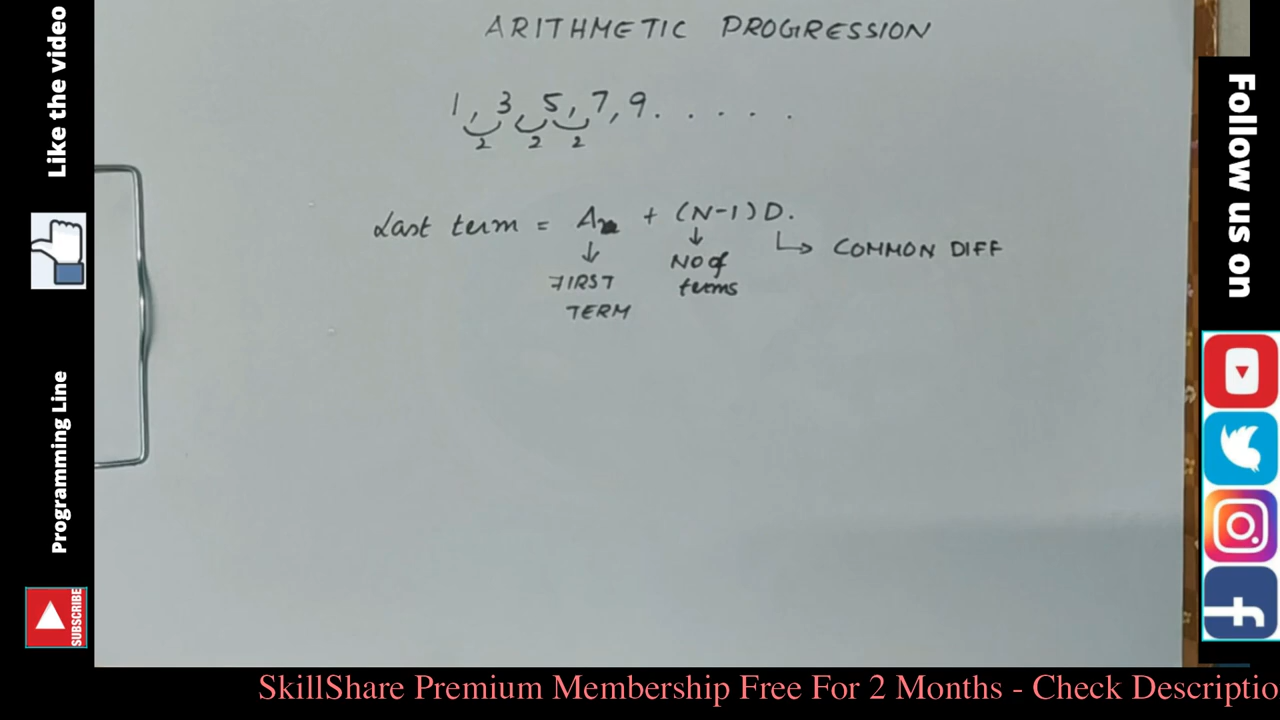 ARITHMETIC PROGRESSION
1, 3, 5, 7, 9. . . . . .
2 2 2
Last term = A + (N-1) D.
COMMON DIFF
FIRST
TERM
NO of
terms
Like the video
Programming Line
SUBSCRIBE
Follow us on
SkillShare Premium Membership Free For 2 Months - Check Descriptio